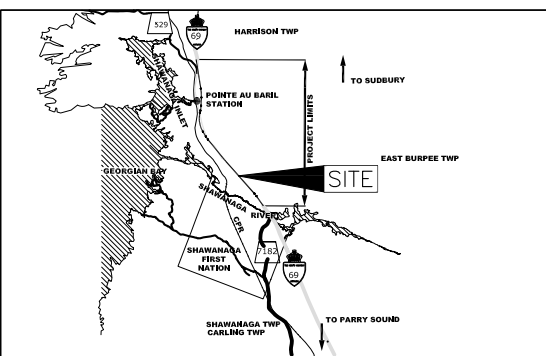 529
69
HARRISON TWP
TO SUDBURY
SHAWANAGA
INLET
POINTE AU BARIL
STATION
PROJECT LIMITS
EAST BURPEE TWP
SITE
GEORGIAN BAY
SHAWANAGA
RIVER
CPR
7182
SHAWANAGA
FIRST
NATION
69
SHAWANAGA TWP
CARLING TWP
TO PARRY SOUND